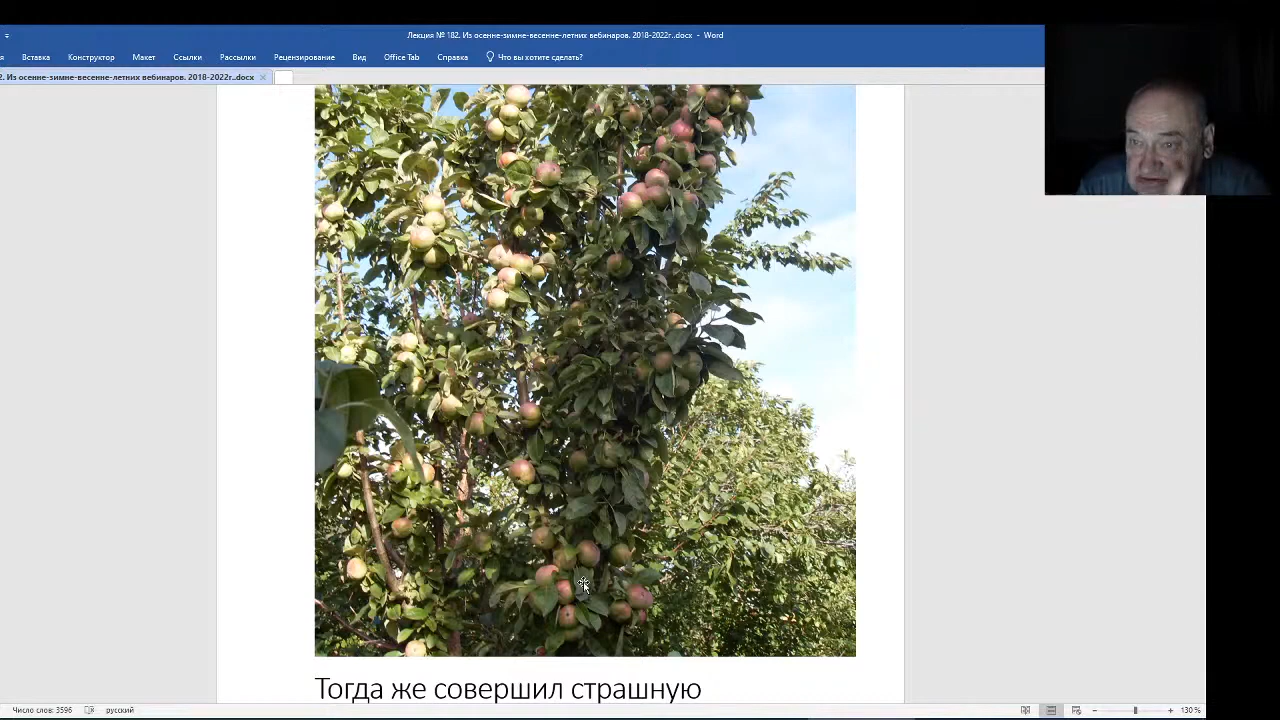 Лекция № 182. Из осенне-зимне-весенне-летних вебинаров. 2018-2022г..docx - Word
Вставка Конструктор Макет Ссылки Рассылки Рецензирование Вид Office Tab Справка Что вы хотите сделать?
2. Из осенне-зимне-весенне-летних вебинаров. 2018-2022г..docx
Тогда же совершил страшную
Число слов: 3596 русский 130 %